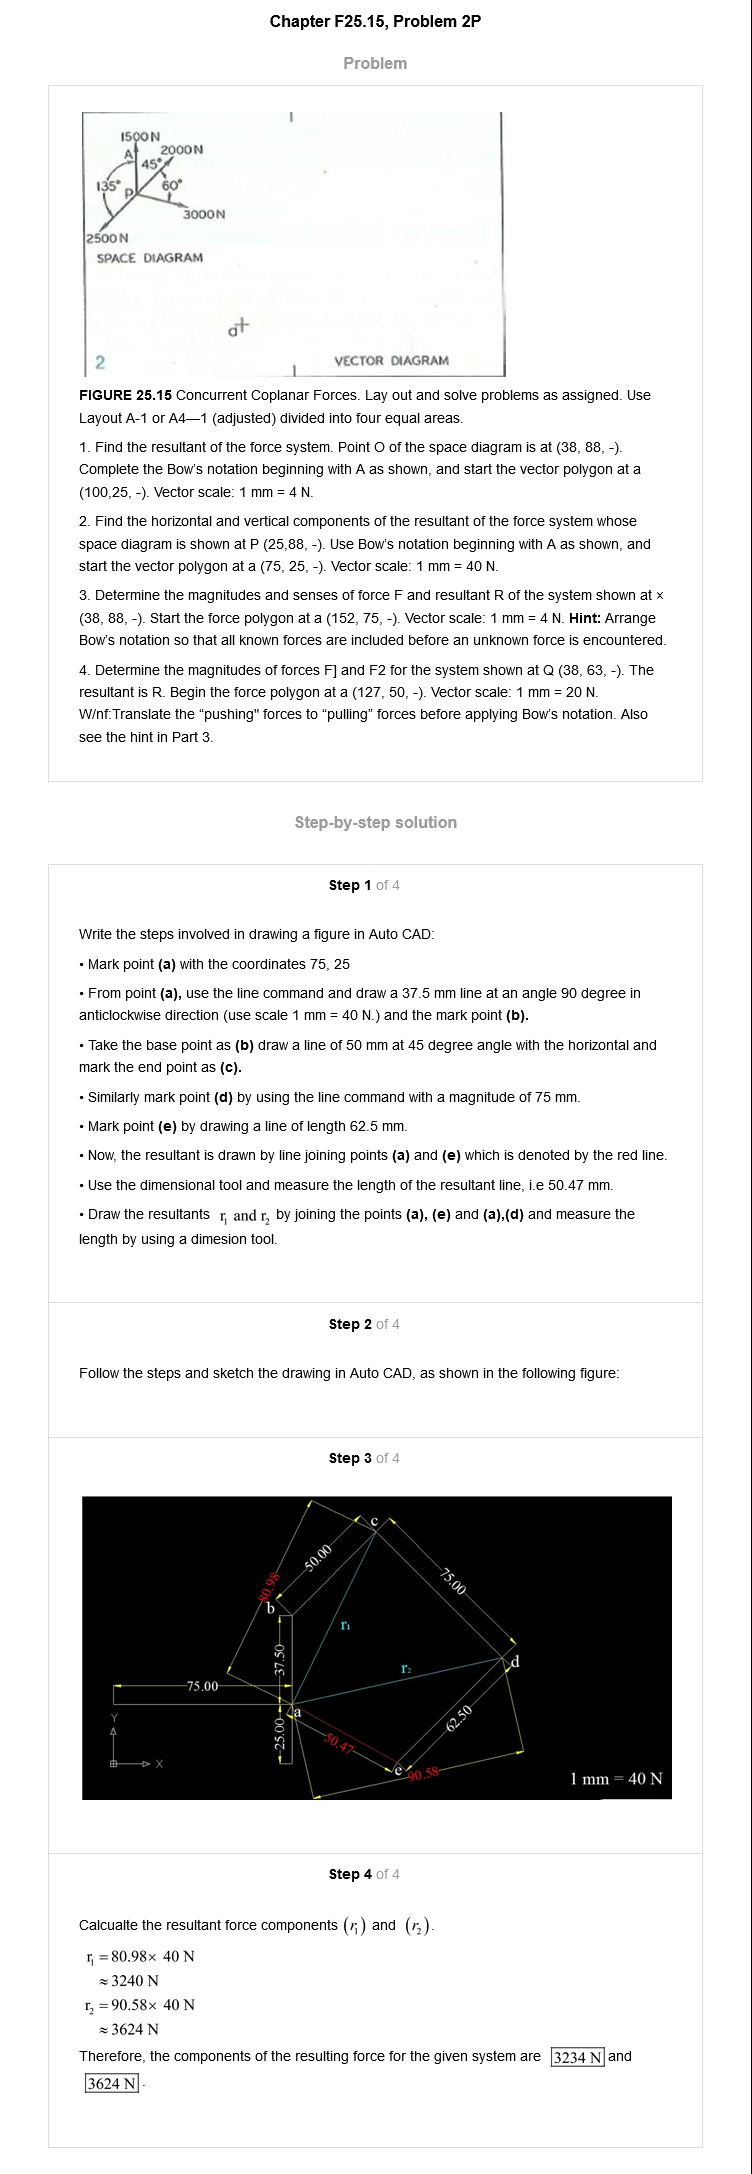 Chapter F25.15, Problem 2P
Problem
1500N
A
2000N
45°
135°
P
60°
3000N
2500N
SPACE DIAGRAM
a+
2
VECTOR DIAGRAM
FIGURE 25.15 Concurrent Coplanar Forces. Lay out and solve problems as assigned. Use
Layout A-1 or A4—1 (adjusted) divided into four equal areas.
1. Find the resultant of the force system. Point O of the space diagram is at (38, 88, -).
Complete the Bow's notation beginning with A as shown, and start the vector polygon at a
(100,25, -). Vector scale: 1 mm = 4 N.
2. Find the horizontal and vertical components of the resultant of the force system whose
space diagram is shown at P (25,88, -). Use Bow's notation beginning with A as shown, and
start the vector polygon at a (75, 25, -). Vector scale: 1 mm = 40 N.
3. Determine the magnitudes and senses of force F and resultant R of the system shown at ×
(38, 88, -). Start the force polygon at a (152, 75, -). Vector scale: 1 mm = 4 N. Hint: Arrange
Bow's notation so that all known forces are included before an unknown force is encountered.
4. Determine the magnitudes of forces F] and F2 for the system shown at Q (38, 63, -). The
resultant is R. Begin the force polygon at a (127, 50, -). Vector scale: 1 mm = 20 N.
W/nf:Translate the “pushing" forces to “pulling” forces before applying Bow's notation. Also
see the hint in Part 3.
Step-by-step solution
Step 1 of 4
Write the steps involved in drawing a figure in Auto CAD:
• Mark point (a) with the coordinates 75, 25
• From point (a), use the line command and draw a 37.5 mm line at an angle 90 degree in
anticlockwise direction (use scale 1 mm = 40 N.) and the mark point (b).
• Take the base point as (b) draw a line of 50 mm at 45 degree angle with the horizontal and
mark the end point as (c).
• Similarly mark point (d) by using the line command with a magnitude of 75 mm.
• Mark point (e) by drawing a line of length 62.5 mm.
• Now, the resultant is drawn by line joining points (a) and (e) which is denoted by the red line.
• Use the dimensional tool and measure the length of the resultant line, i.e 50.47 mm.
• Draw the resultants r₁ and r₂ by joining the points (a), (e) and (a),(d) and measure the
length by using a dimesion tool.
Step 2 of 4
Follow the steps and sketch the drawing in Auto CAD, as shown in the following figure:
Step 3 of 4
c
50.00
80.98
75.00
b
r₁
37.50
r₂
d
75.00
a
Y
62.50
25.00
50.47
X
e
90.58
1 mm = 40 N
Step 4 of 4
Calcualte the resultant force components (r₁) and (r₂).
r₁ = 80.98× 40 N
≈ 3240 N
r₂ = 90.58× 40 N
≈ 3624 N
Therefore, the components of the resulting force for the given system are 3234 N and
3624 N.